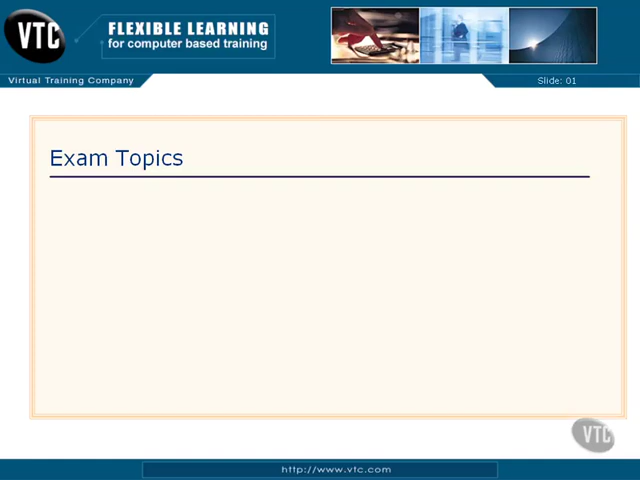 VTC
FLEXIBLE LEARNING
for computer based training
Virtual Training Company
Slide: 01
Exam Topics
VTC
http://www.vtc.com